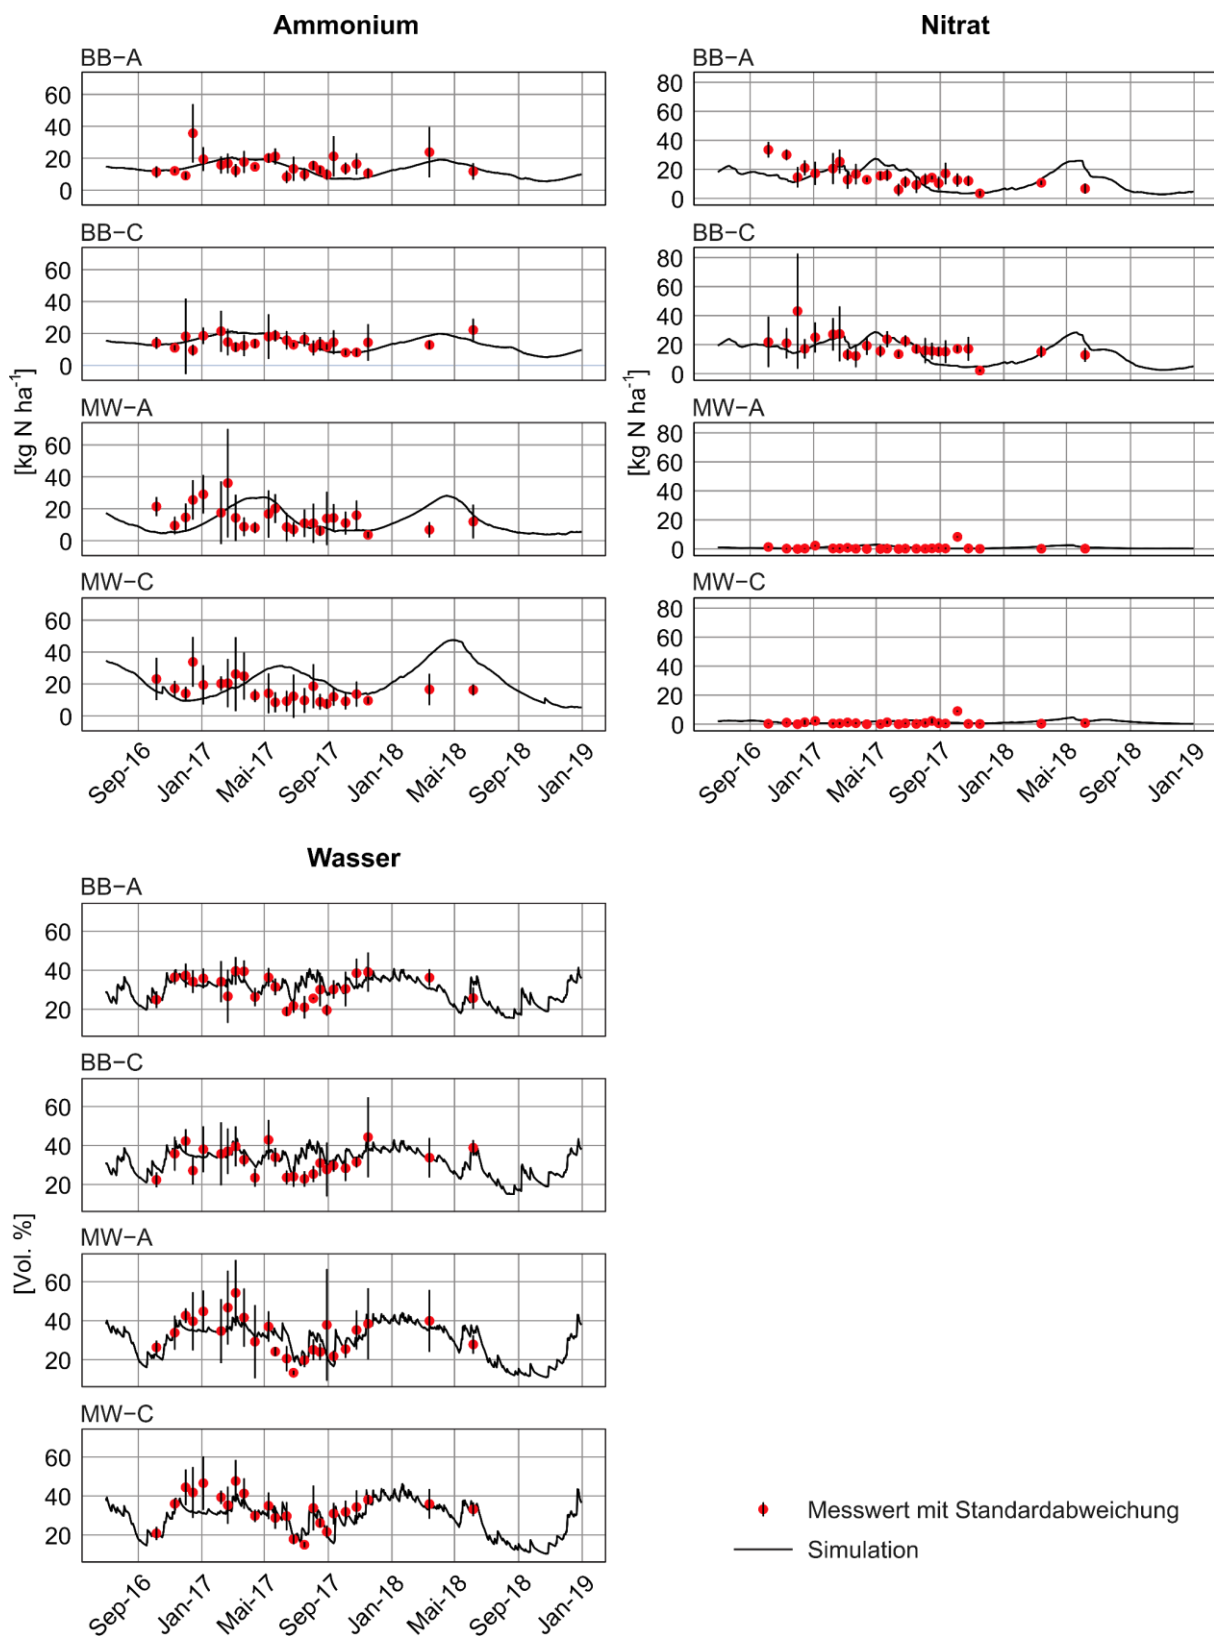 Ammonium
BB−A
60
40
20
0
BB−C
60
40
20
0
MW−A
60
40
20
0
MW−C
60
40
20
0
[kg N ha⁻¹]
Sep-16 Jan-17 Mai-17 Sep-17 Jan-18 Mai-18 Sep-18 Jan-19
Nitrat
BB−A
80
60
40
20
0
BB−C
80
60
40
20
0
MW−A
80
60
40
20
0
MW−C
80
60
40
20
0
[kg N ha⁻¹]
Sep-16 Jan-17 Mai-17 Sep-17 Jan-18 Mai-18 Sep-18 Jan-19
Wasser
BB−A
60
40
20
BB−C
60
40
20
MW−A
60
40
20
MW−C
60
40
20
[Vol. %]
Sep-16 Jan-17 Mai-17 Sep-17 Jan-18 Mai-18 Sep-18 Jan-19
Messwert mit Standardabweichung
Simulation